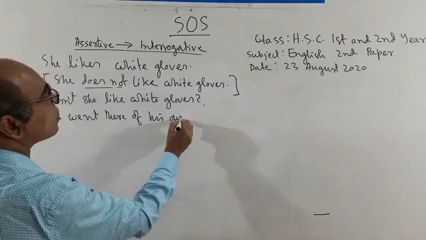 SOS
Assertive → Interrogative
She likes white gloves.
[She does not like white gloves.]
she like white gloves?
went there of his
Class: H.S.C. 1st and 2nd Year
Subject: English 2nd Paper
Date: 23 August 2020